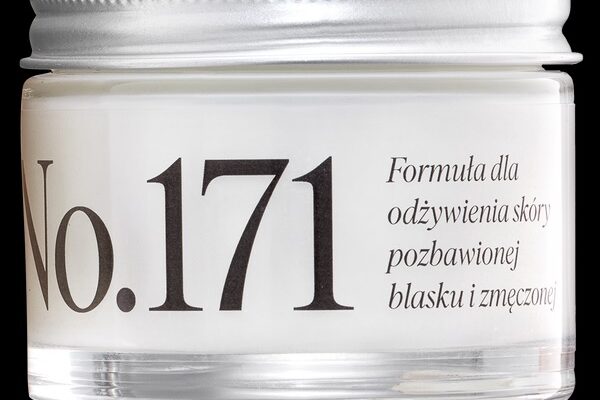 No.171
Formuła dla
odżywienia skóry
pozbawionej
blasku i zmęczonej